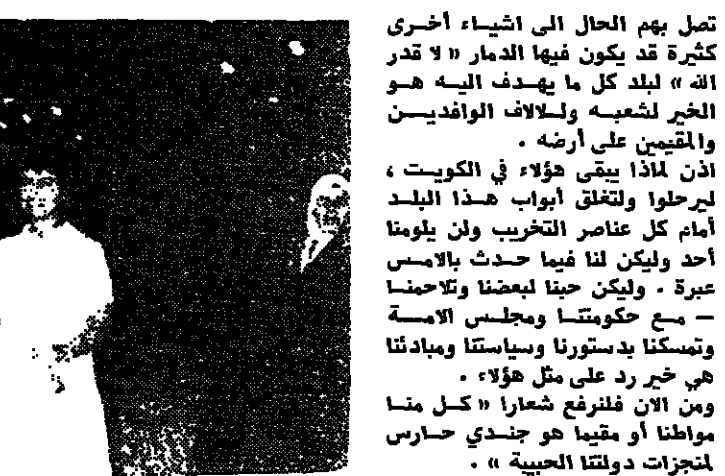 تصل بهم الحال الى اشياء أخرى
كثيرة قد يكون فيها الدمار « لا قدر
الله » لبلد كل ما يهدف اليه هو
الخير لشعبه ولالاف الوافدين
والمقيمين على أرضه .
اذن لماذا يبقى هؤلاء في الكويت ،
ليرحلوا ولتغلق أبواب هذا البلد
أمام كل عناصر التخريب ولن يلومنا
أحد وليكن لنا فيما حدث بالامس
عبرة . وليكن حبنا لبعضنا وتلاحمنا
— مع حكومتنا ومجلس الامة
وتمسكنا بدستورنا وسياستنا ومبادئنا
هي خير رد على مثل هؤلاء .
ومن الان فلنرفع شعارا « كل منا
مواطنا أو مقيما هو جندي حارس
لمنجزات دولتنا الحبيبة » .